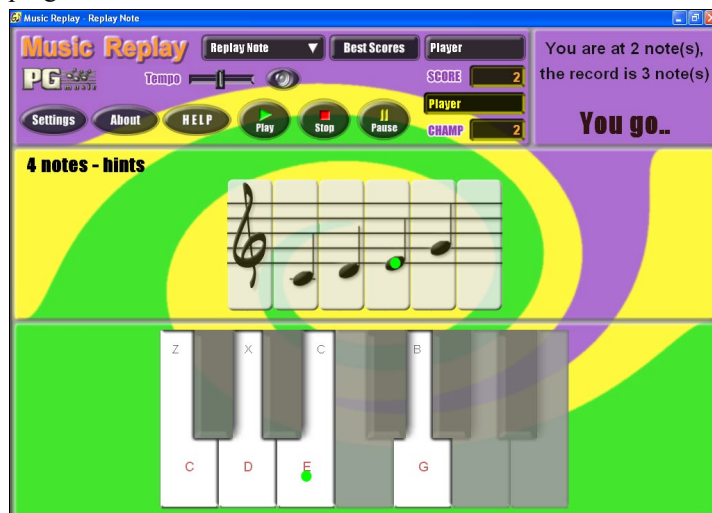 Music Replay - Replay Note
Music Replay
Replay Note
Best Scores
Player
PG music
Tempo
SCORE 2
Player
CHAMP 2
Settings
About
HELP
Play
Stop
Pause
You are at 2 note(s),
the record is 3 note(s)
You go..
4 notes - hints
Z X C B
C D E G